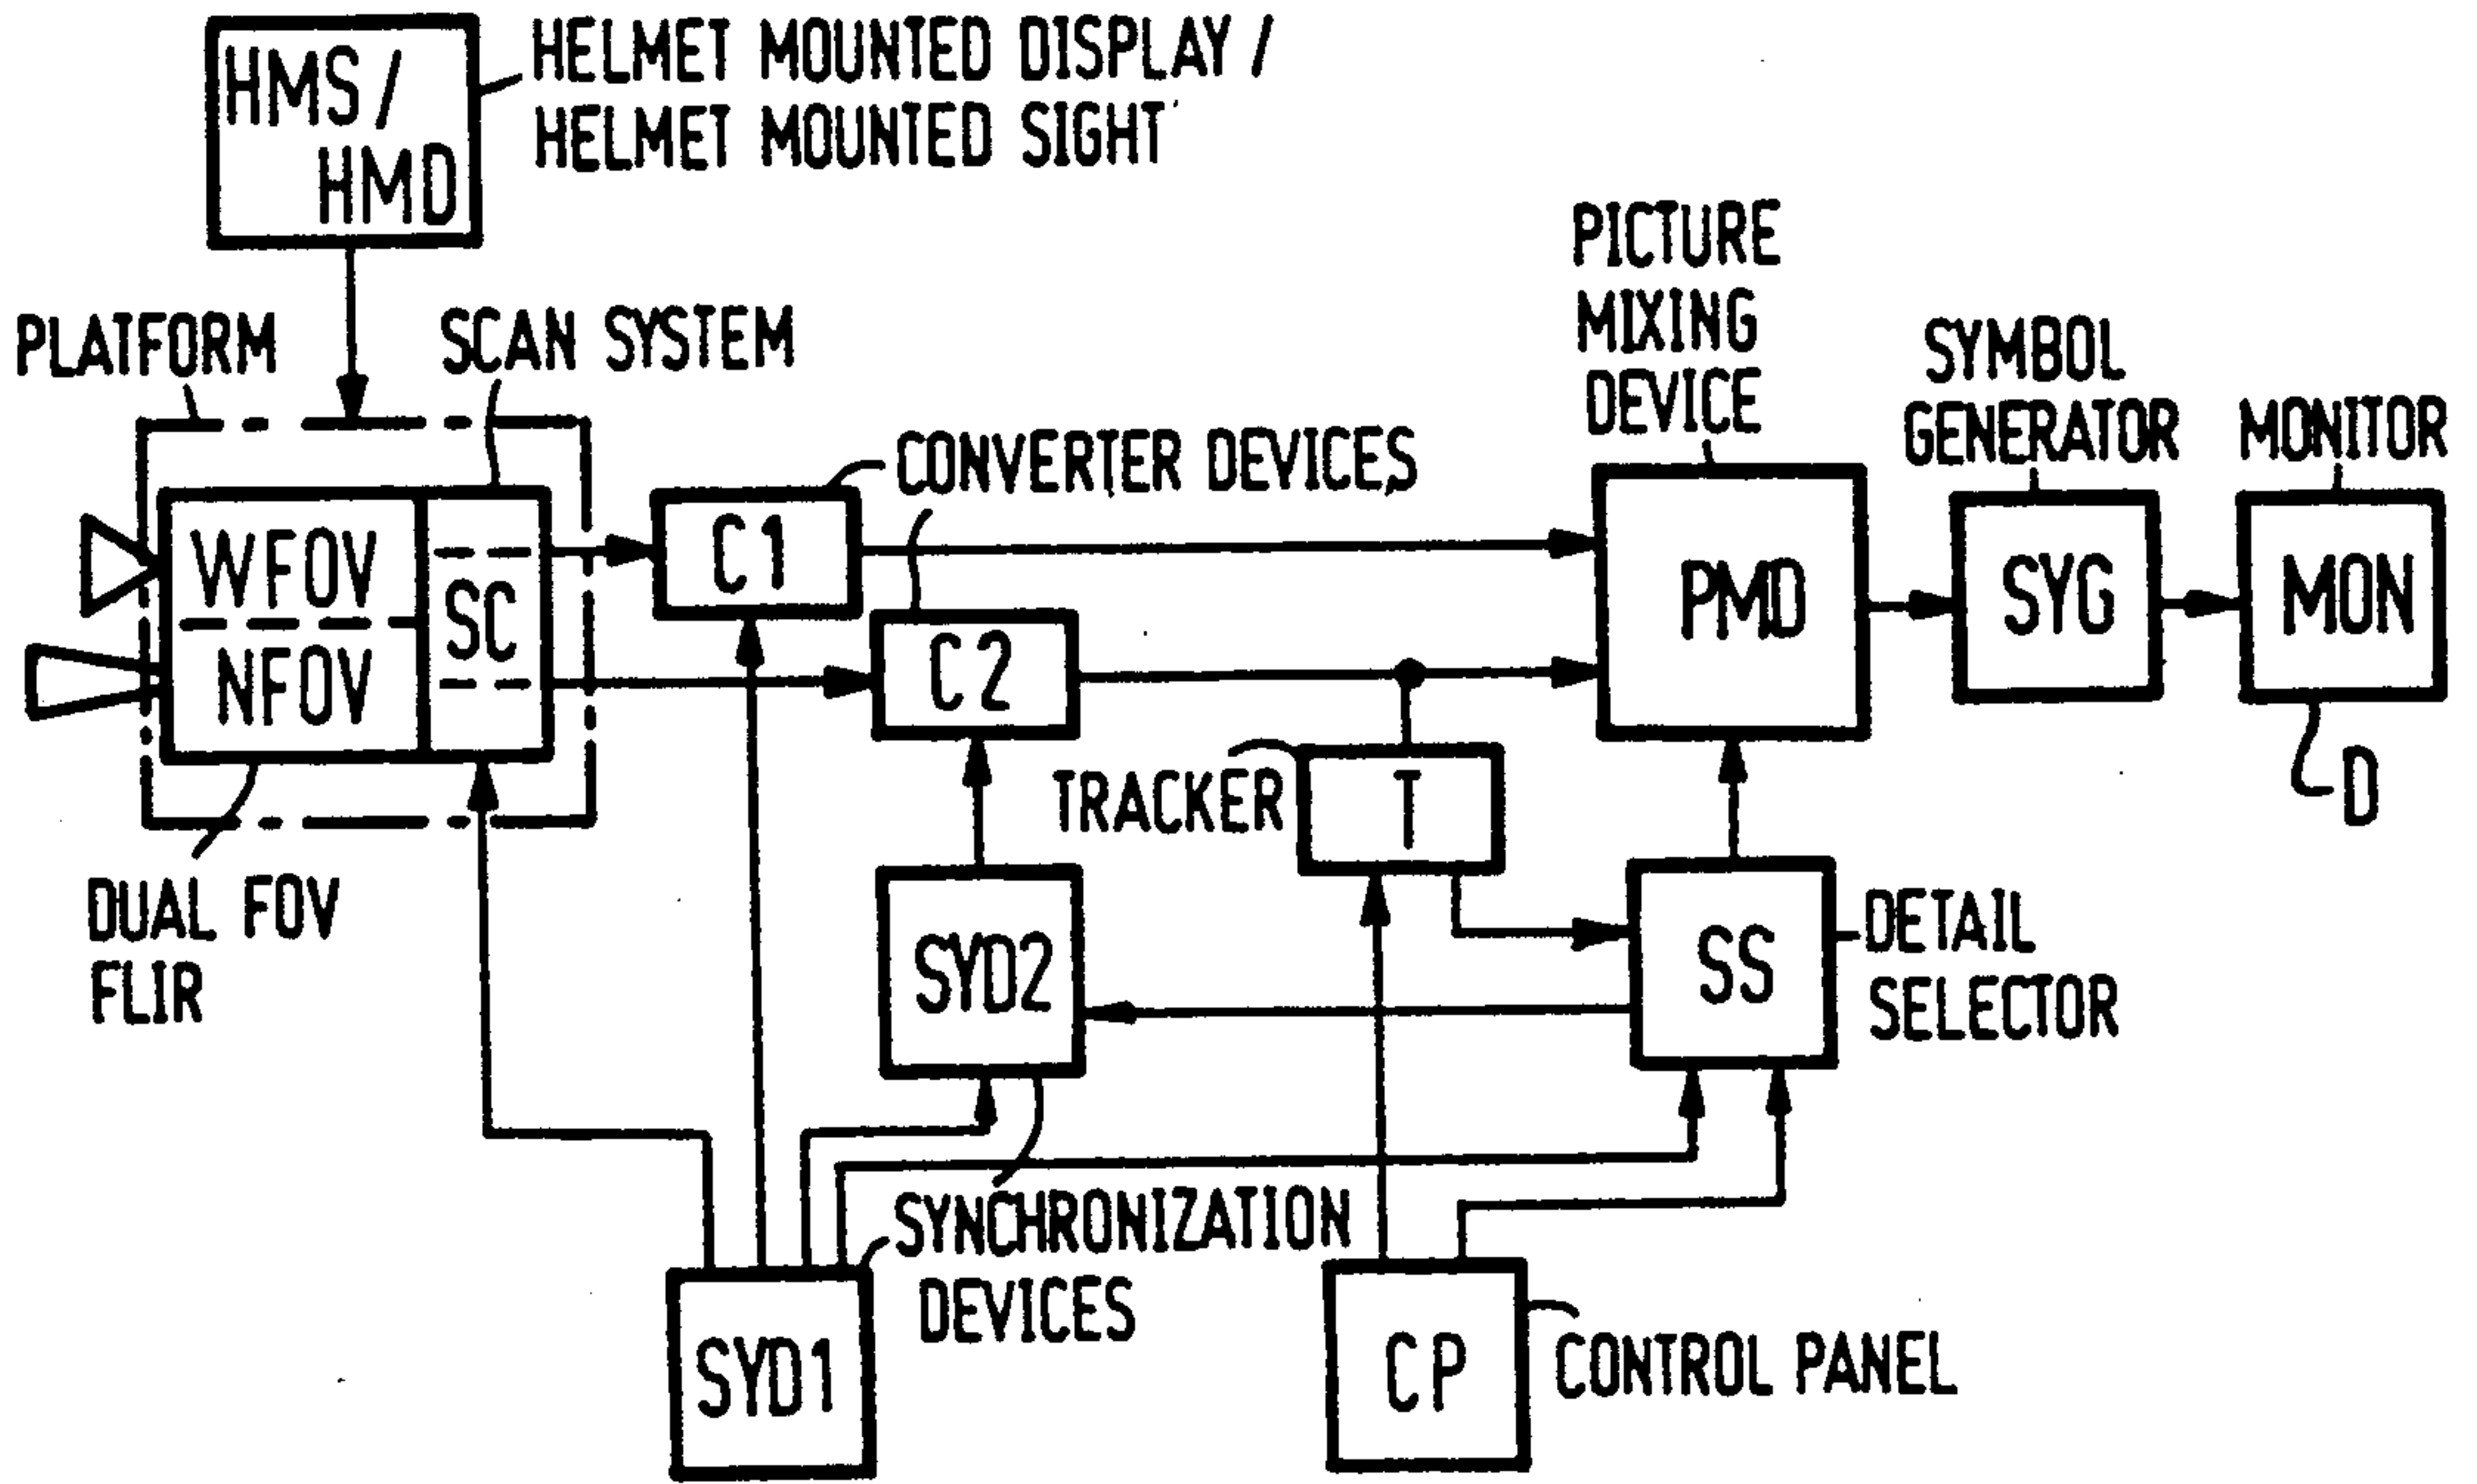 HMS/
HMD
HELMET MOUNTED DISPLAY/
HELMET MOUNTED SIGHT
PLATFORM
SCAN SYSTEM
PICTURE
MIXING
DEVICE
SYMBOL
GENERATOR
MONITOR
CONVERTER DEVICES
WFOV
NFOV
SC
C1
C2
PMD
SYG
MON
D
TRACKER
T
DUAL FOV
FLIR
SYD2
SS
DETAIL
SELECTOR
SYNCHRONIZATION
DEVICES
SYD1
CP
CONTROL PANEL